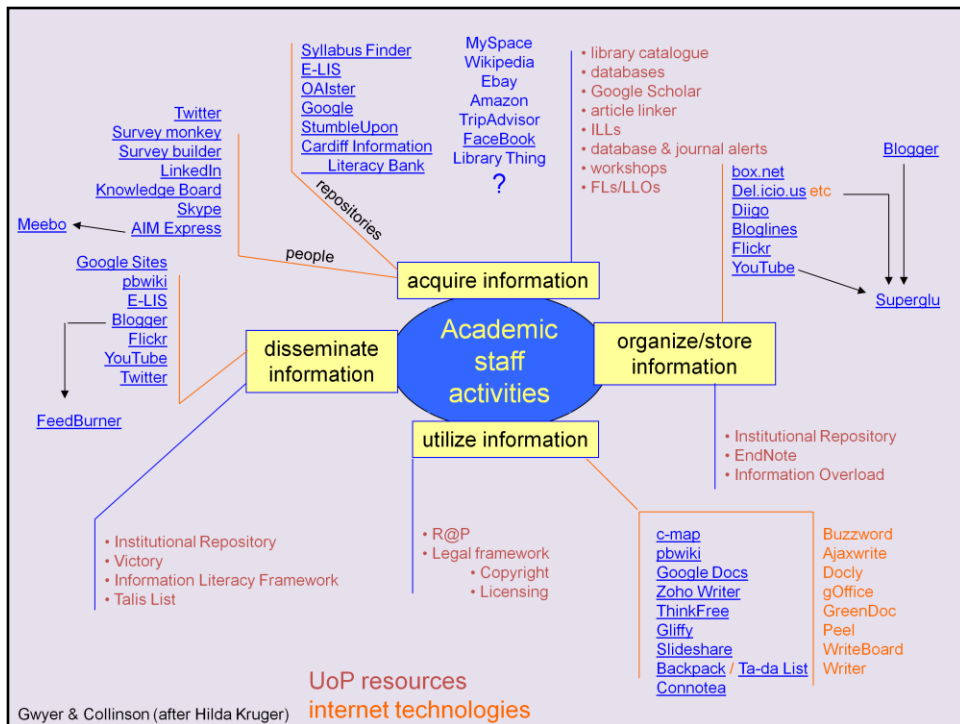 Syllabus Finder
E-LIS
OAIster
Google
StumbleUpon
Cardiff Information
Literacy Bank
MySpace
Wikipedia
Ebay
Amazon
TripAdvisor
FaceBook
Library Thing
?
• library catalogue
• databases
• Google Scholar
• article linker
• ILLs
• database & journal alerts
• workshops
• FLs/LLOs
Twitter
Survey monkey
Survey builder
LinkedIn
Knowledge Board
Skype
AIM Express
Meebo
repositories
people
Blogger
box.net
Del.icio.us etc
Diigo
Bloglines
Flickr
YouTube
Superglu
Google Sites
pbwiki
E-LIS
Blogger
Flickr
YouTube
Twitter
FeedBurner
acquire information
disseminate
information
Academic
staff
activities
organize/store
information
utilize information
• Institutional Repository
• EndNote
• Information Overload
• Institutional Repository
• Victory
• Information Literacy Framework
• Talis List
• R@P
• Legal framework
• Copyright
• Licensing
c-map
pbwiki
Google Docs
Zoho Writer
ThinkFree
Gliffy
Slideshare
Backpack / Ta-da List
Connotea
Buzzword
Ajaxwrite
Docly
gOffice
GreenDoc
Peel
WriteBoard
Writer
UoP resources
internet technologies
Gwyer & Collinson (after Hilda Kruger)